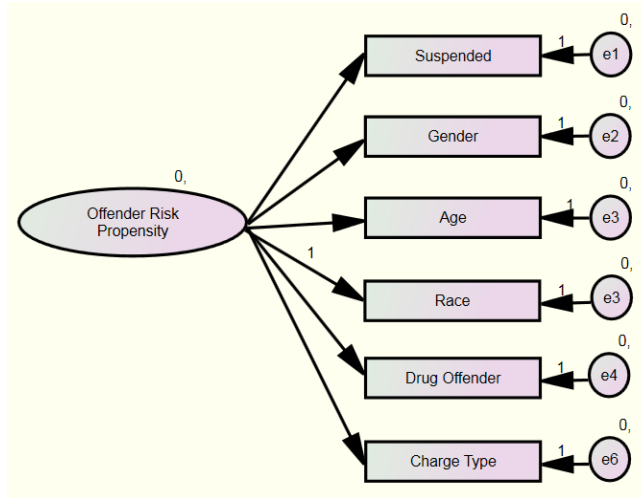 0,
1
Suspended
e1
0,
1
Gender
e2
0,
0,
Offender Risk
Propensity
1
Age
e3
0,
1
1
Race
e3
0,
1
Drug Offender
e4
0,
1
Charge Type
e6